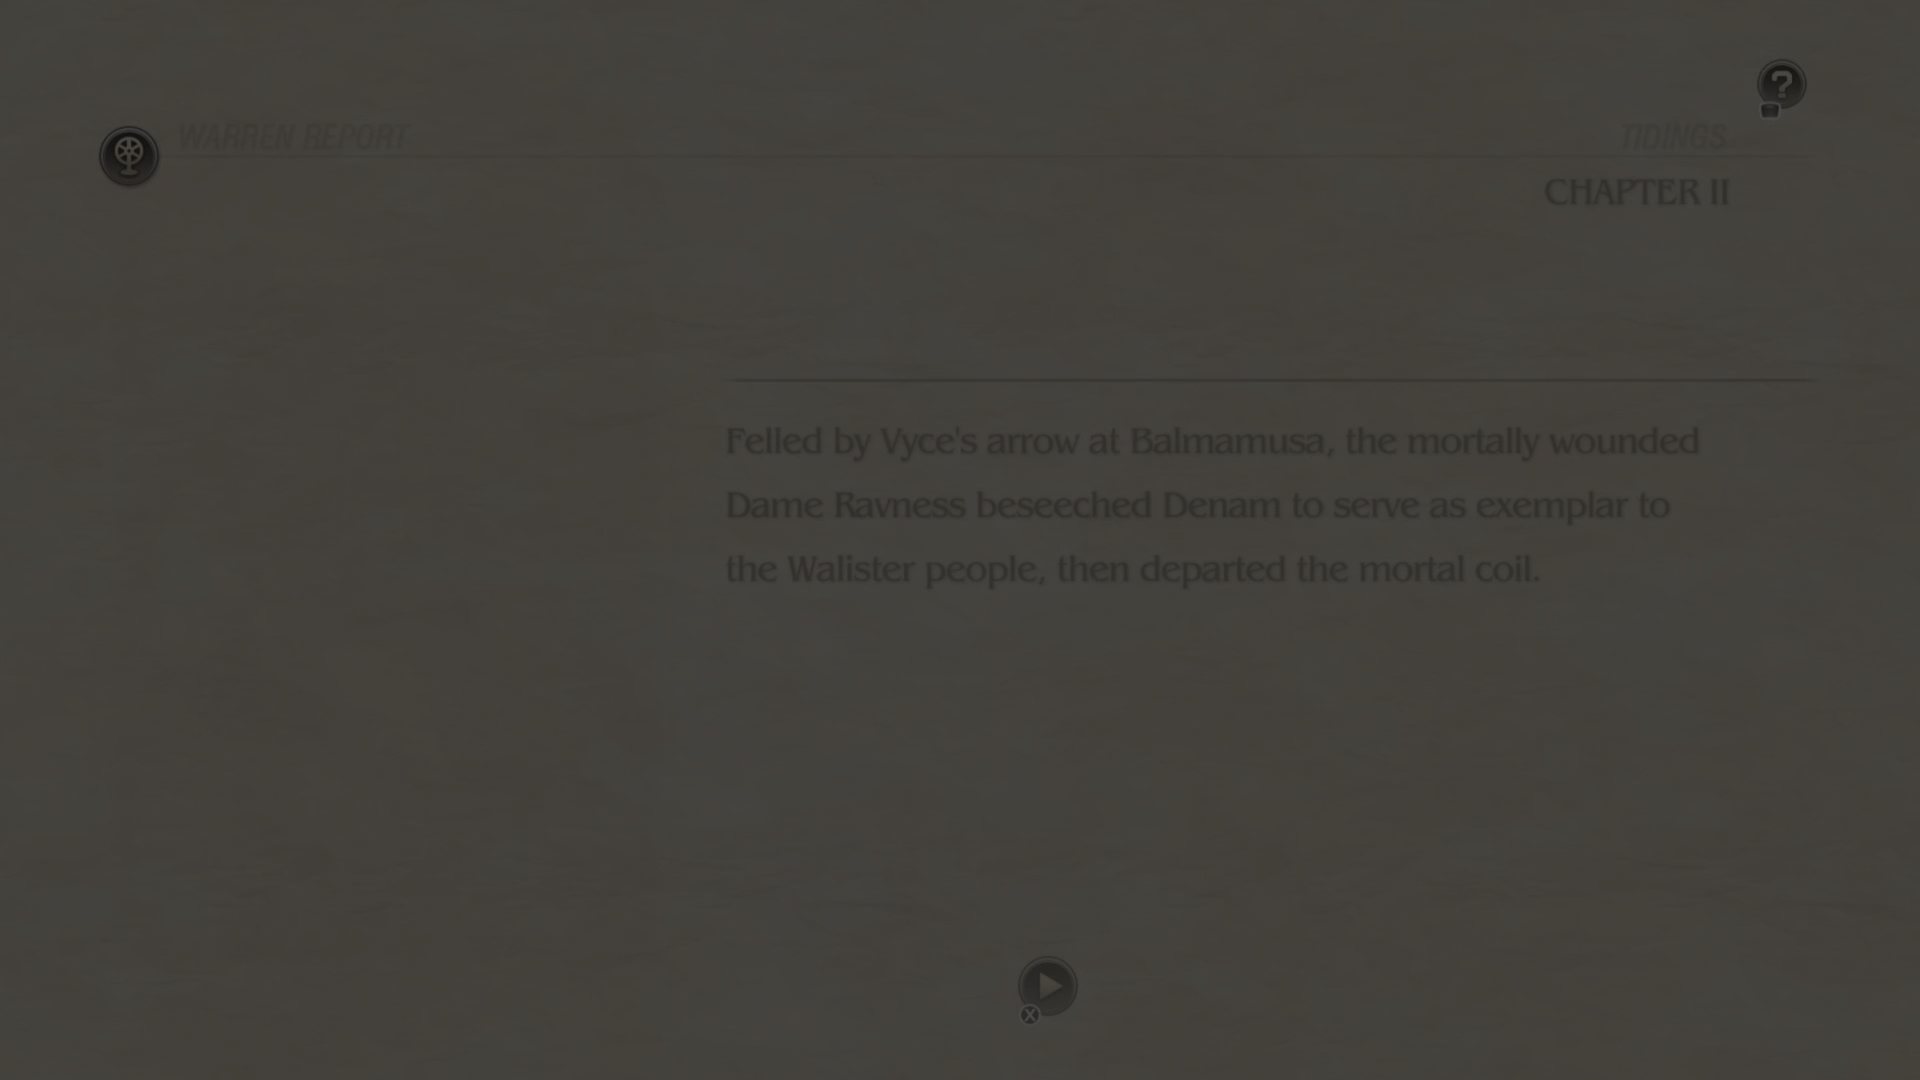 WARREN REPORT
TIDINGS
CHAPTER II
Felled by Vyce's arrow at Balmamusa, the mortally wounded
Dame Ravness beseeched Denam to serve as exemplar to
the Walister people, then departed the mortal coil.
?
X